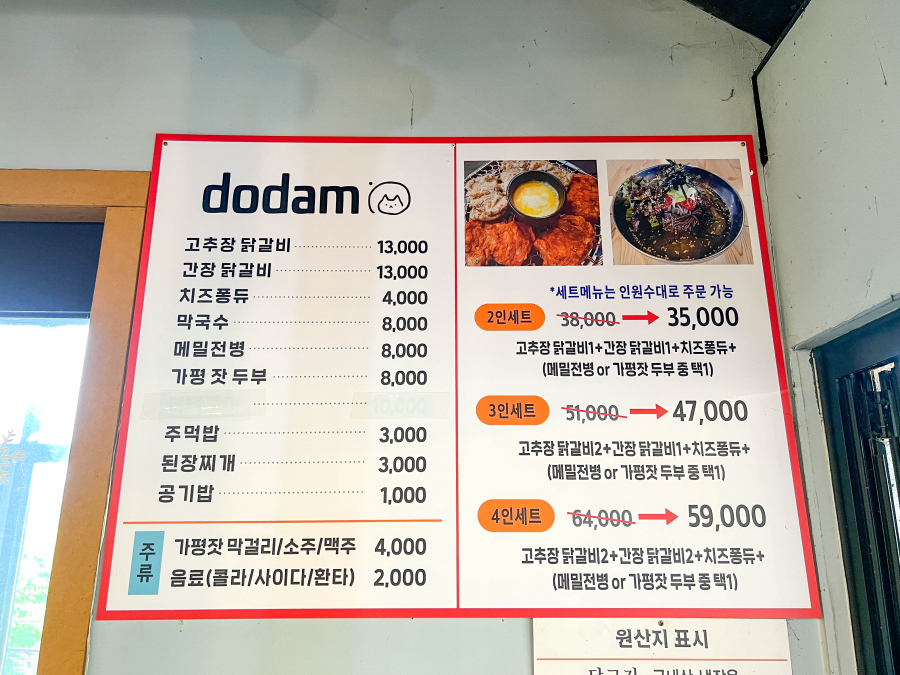 dodam
고추장 닭갈비 13,000
간장 닭갈비 13,000
치즈퐁듀 4,000
막국수 8,000
메밀전병 8,000
가평 잣 두부 8,000
10,000
주먹밥 3,000
된장찌개 3,000
공기밥 1,000
주류
가평잣 막걸리/소주/맥주 4,000
음료(콜라/사이다/환타) 2,000
*세트메뉴는 인원수대로 주문 가능
2인세트 38,000 35,000
고추장 닭갈비1+간장 닭갈비1+치즈퐁듀+
(메밀전병 or 가평잣 두부 중 택1)
3인세트 51,000 47,000
고추장 닭갈비2+간장 닭갈비1+치즈퐁듀+
(메밀전병 or 가평잣 두부 중 택1)
4인세트 64,000 59,000
고추장 닭갈비2+간장 닭갈비2+치즈퐁듀+
(메밀전병 or 가평잣 두부 중 택1)
원산지 표시